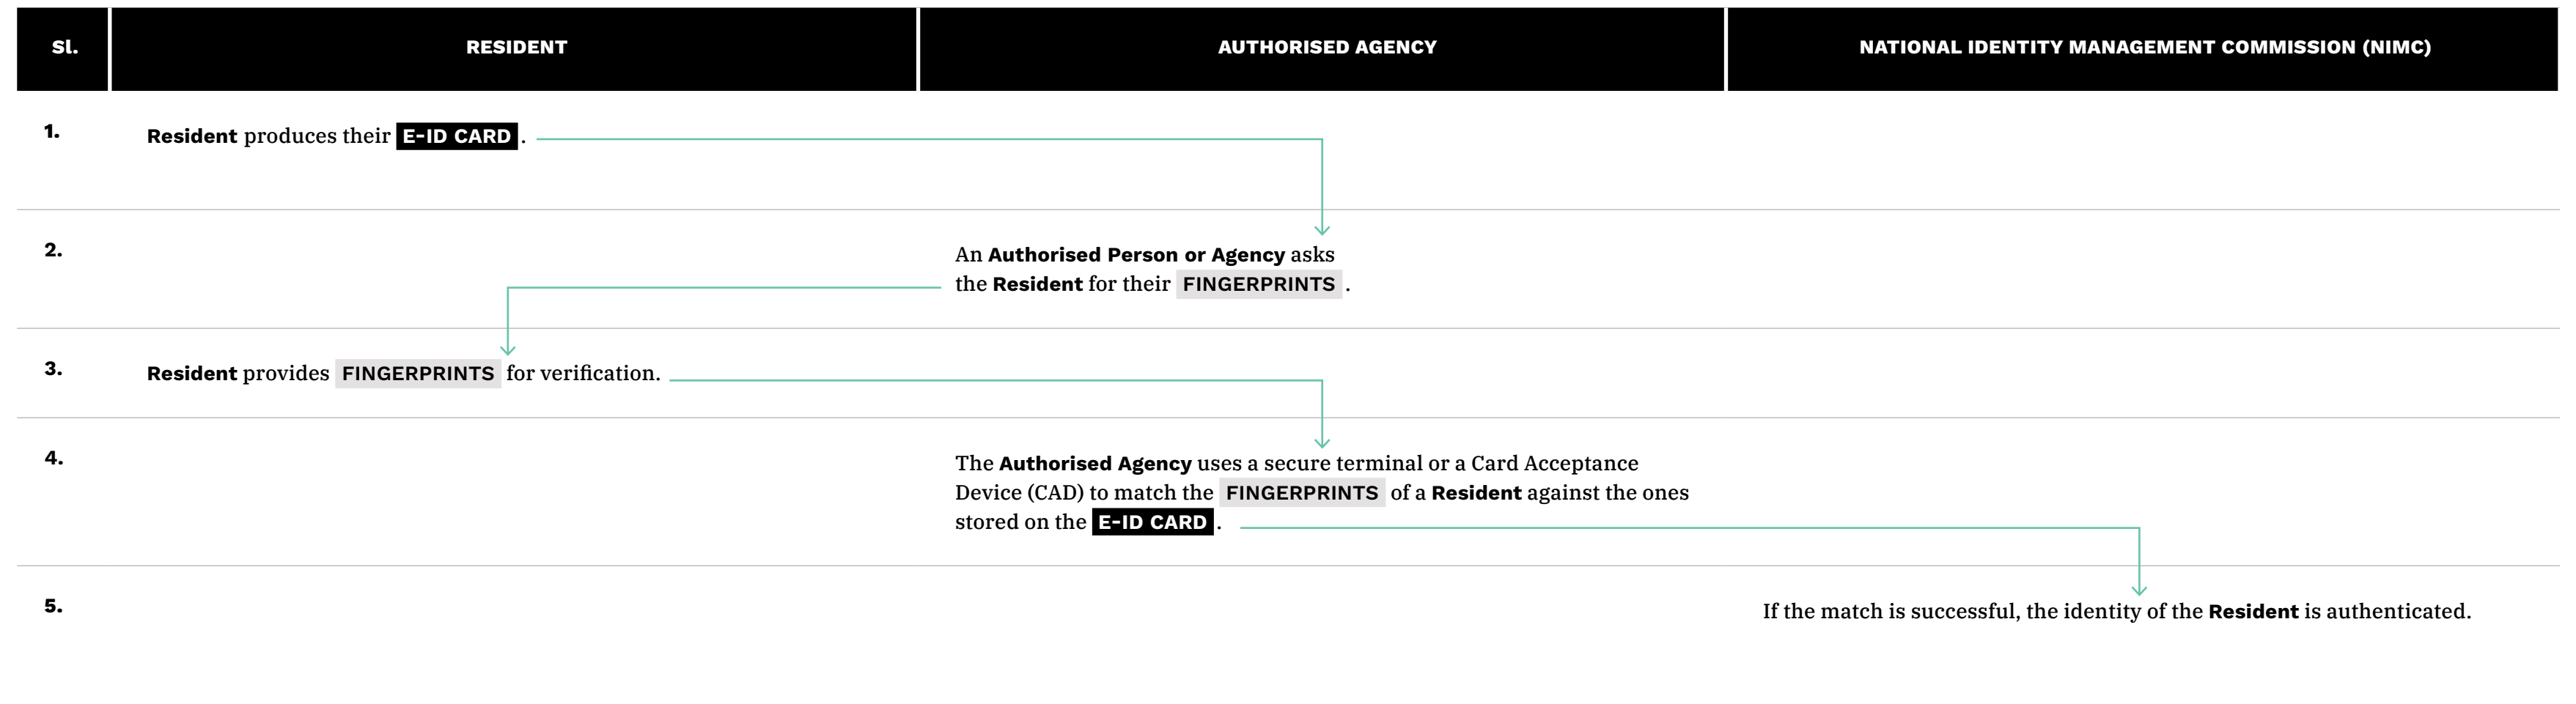 Sl.
RESIDENT
AUTHORISED AGENCY
NATIONAL IDENTITY MANAGEMENT COMMISSION (NIMC)
1.
Resident produces their E-ID CARD .
2.
An Authorised Person or Agency asks
the Resident for their FINGERPRINTS .
3.
Resident provides FINGERPRINTS for verification.
4.
The Authorised Agency uses a secure terminal or a Card Acceptance
Device (CAD) to match the FINGERPRINTS of a Resident against the ones
stored on the E-ID CARD .
5.
If the match is successful, the identity of the Resident is authenticated.